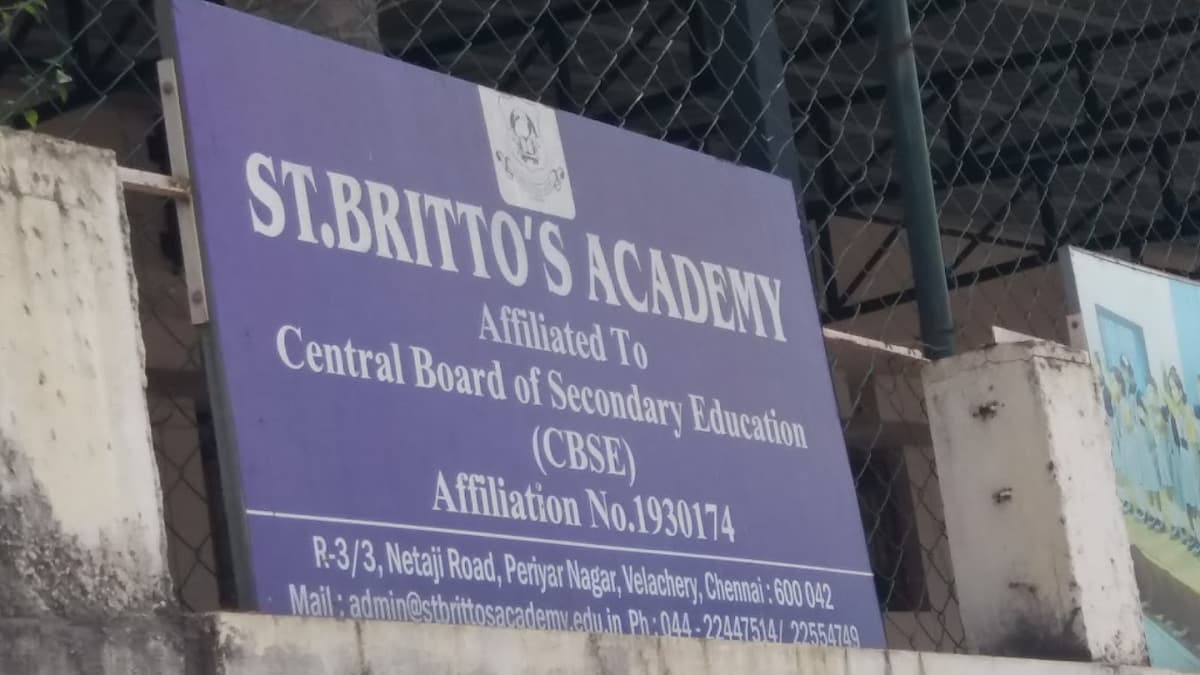 ST.BRITTO'S ACADEMY
Affiliated To
Central Board of Secondary Education
(CBSE)
Affiliation No.1930174
R-3/3, Netaji Road, Periyar Nagar, Velachery, Chennai : 600 042
Mail : admin@stbrittosacademy.edu.in Ph : 044 - 22447514/ 22554749